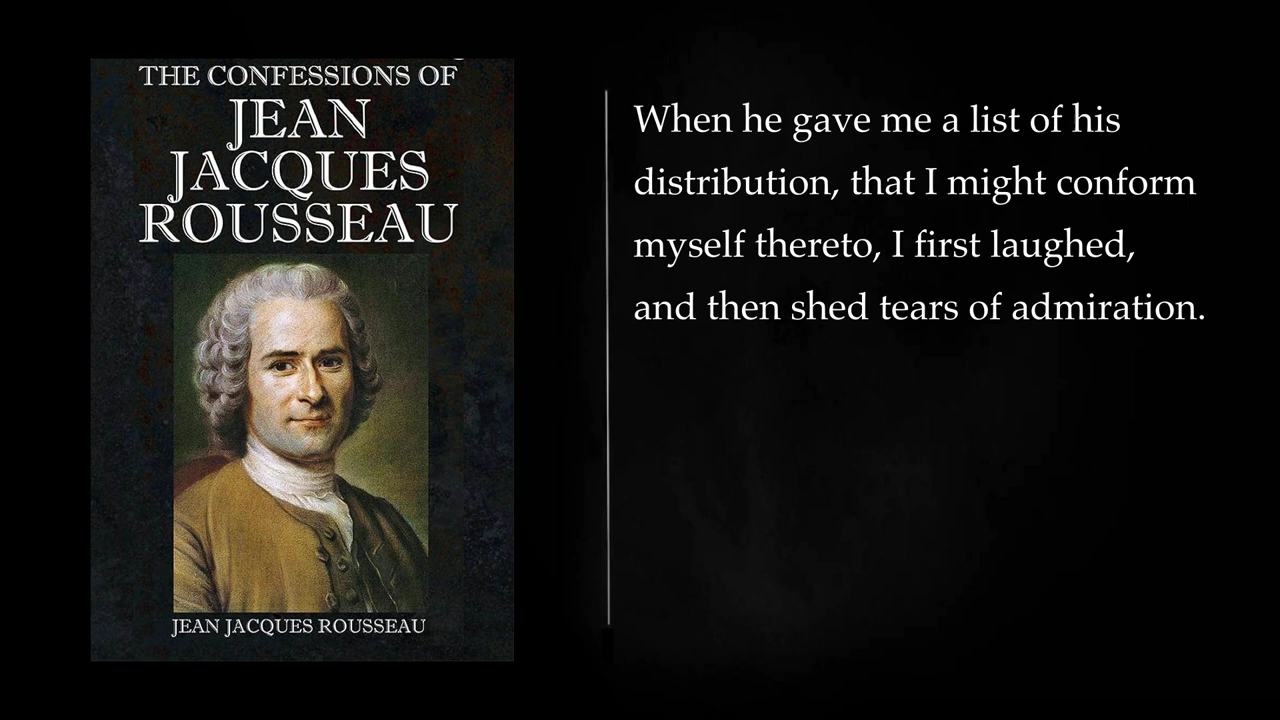 THE CONFESSIONS OF
JEAN
JACQUES
ROUSSEAU
JEAN JACQUES ROUSSEAU
When he gave me a list of his
distribution, that I might conform
myself thereto, I first laughed,
and then shed tears of admiration.